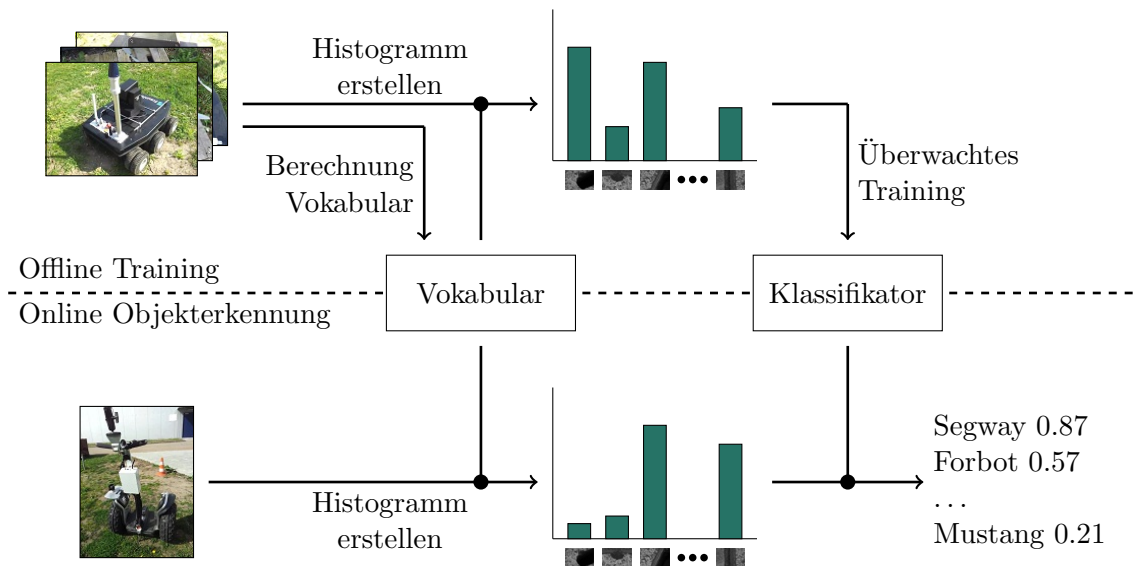 Histogramm
erstellen
Berechnung
Vokabular
Überwachtes
Training
Offline Training
Online Objekterkennung
Vokabular
Klassifikator
Histogramm
erstellen
Segway 0.87
Forbot 0.57
...
Mustang 0.21